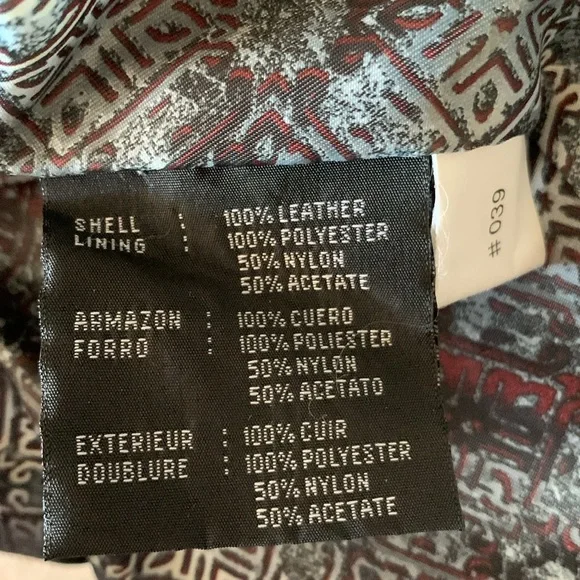 SHELL : 100% LEATHER
LINING : 100% POLYESTER
50% NYLON
50% ACETATE
ARMAZON : 100% CUERO
FORRO : 100% POLIESTER
50% NYLON
50% ACETATO
EXTERIEUR : 100% CUIR
DOUBLURE : 100% POLYESTER
50% NYLON
50% ACETATE
# 039